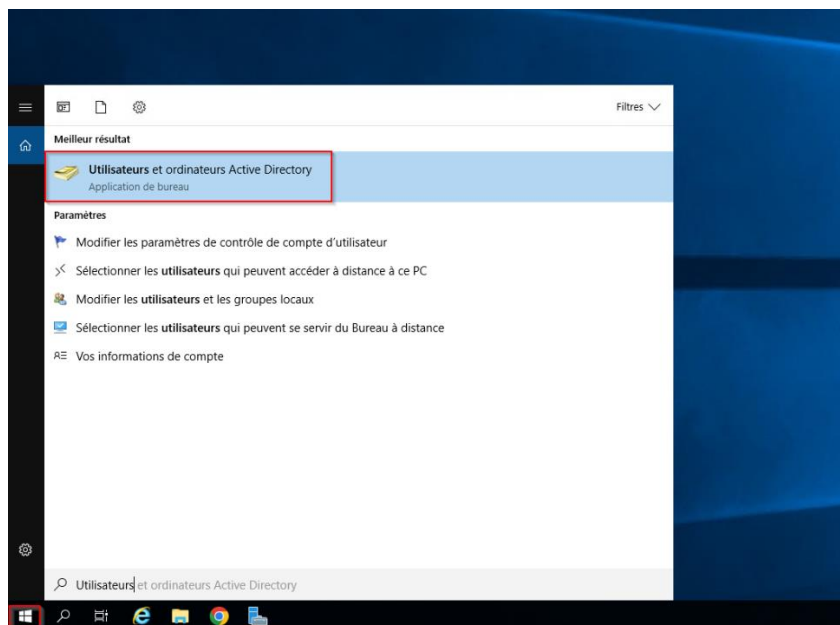 Filtres
Meilleur résultat
Utilisateurs et ordinateurs Active Directory
Application de bureau
Paramètres
Modifier les paramètres de contrôle de compte d'utilisateur
Sélectionner les utilisateurs qui peuvent accéder à distance à ce PC
Modifier les utilisateurs et les groupes locaux
Sélectionner les utilisateurs qui peuvent se servir du Bureau à distance
Vos informations de compte
Utilisateurs et ordinateurs Active Directory